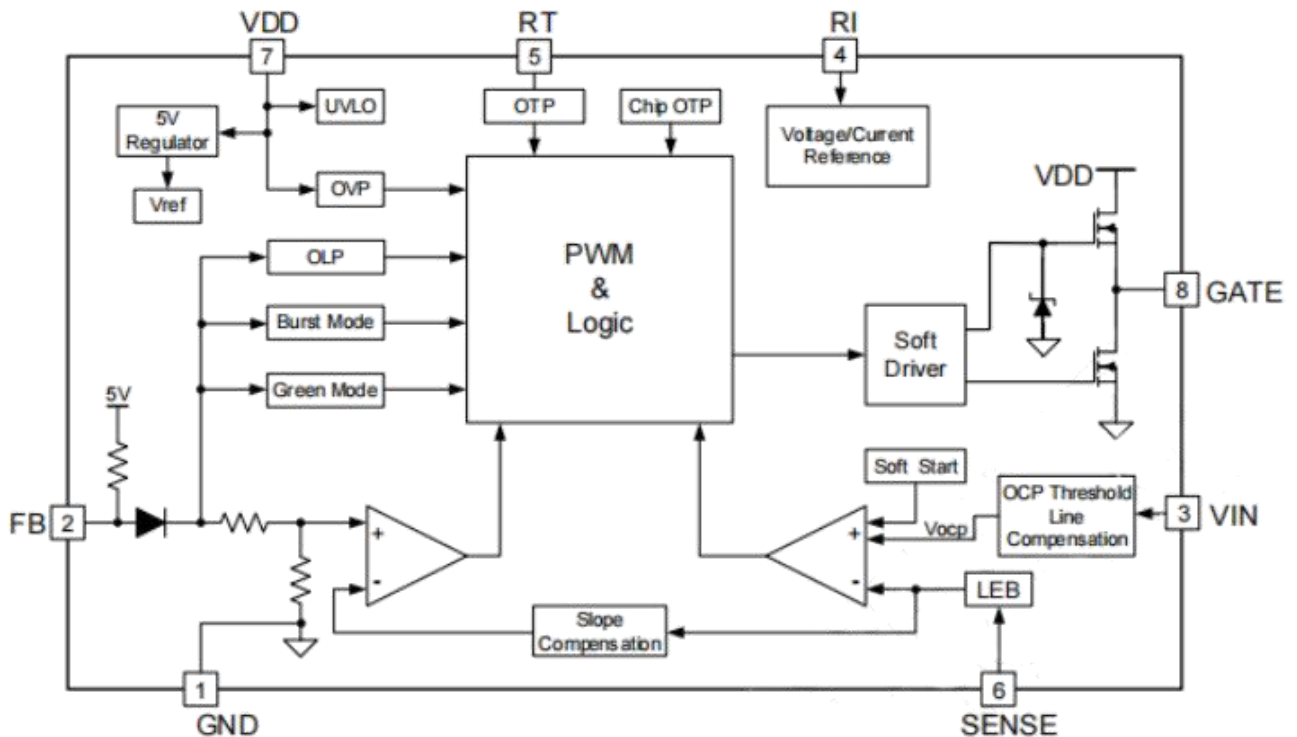 VDD
RT
RI
7
5
4
5V
Regulator
UVLO
OTP
Chip OTP
Voltage/Current
Reference
Vref
OVP
VDD
OLP
PWM
&
Logic
Burst Mode
8
GATE
Soft
Driver
Green Mode
5V
Soft Start
OCP Threshold
Line
Compensation
FB
2
3
VIN
+
+
Vocp
-
-
LEB
Slope
Compensation
1
6
GND
SENSE